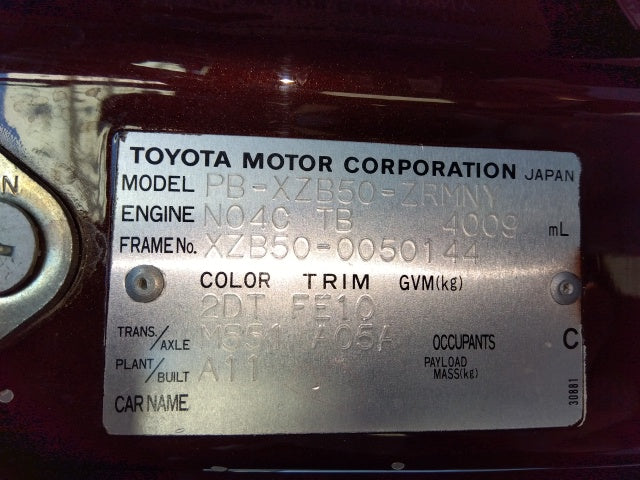 N
TOYOTA MOTOR CORPORATION JAPAN
MODEL PB-XZB50-ZRMNY
ENGINE N04C TB 4009 mL
FRAME No. XZB50-0050144
COLOR TRIM GVM(kg)
2DT FE10
TRANS./AXLE M551 A05A OCCUPANTS C
PLANT/BUILT A11 PAYLOAD MASS(kg)
CAR NAME
30881